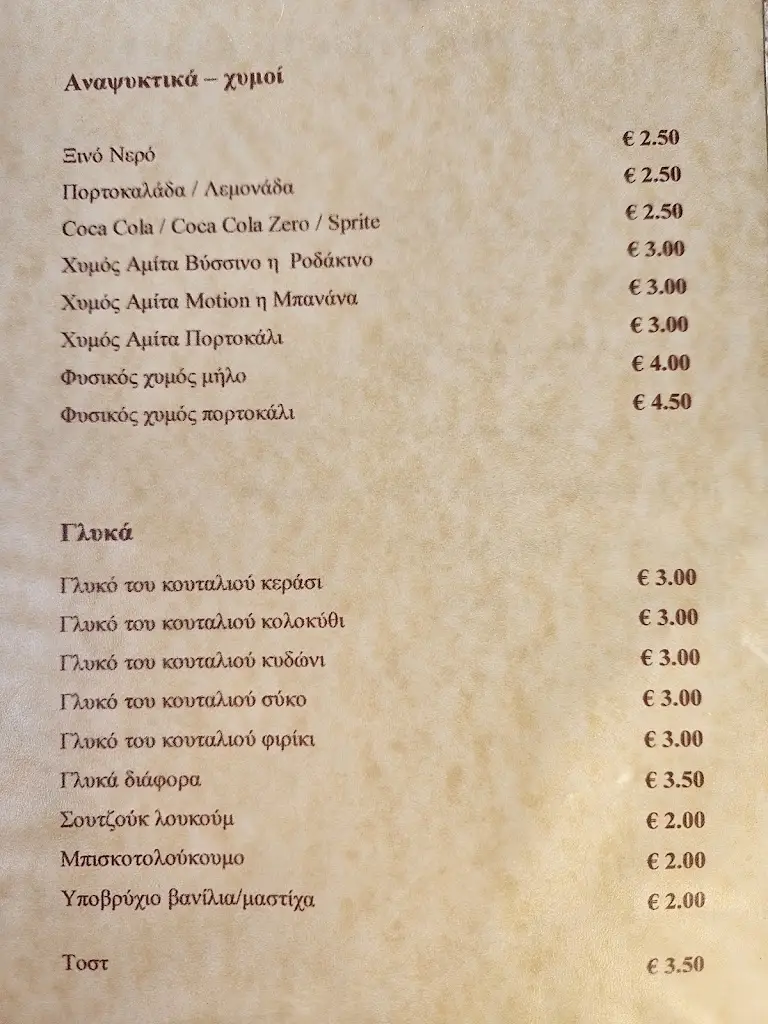 Αναψυκτικά – χυμοί
Ξινό Νερό € 2.50
Πορτοκαλάδα / Λεμονάδα € 2.50
Coca Cola / Coca Cola Zero / Sprite € 2.50
Χυμός Αμίτα Βύσσινο η Ροδάκινο € 3.00
Χυμός Αμίτα Motion η Μπανάνα € 3.00
Χυμός Αμίτα Πορτοκάλι € 3.00
Φυσικός χυμός μήλο € 4.00
Φυσικός χυμός πορτοκάλι € 4.50
Γλυκά
Γλυκό του κουταλιού κεράσι € 3.00
Γλυκό του κουταλιού κολοκύθι € 3.00
Γλυκό του κουταλιού κυδώνι € 3.00
Γλυκό του κουταλιού σύκο € 3.00
Γλυκό του κουταλιού φιρίκι € 3.00
Γλυκά διάφορα € 3.50
Σουτζούκ λουκούμ € 2.00
Μπισκοτολούκουμο € 2.00
Υποβρύχιο βανίλια/μαστίχα € 2.00
Τοστ € 3.50